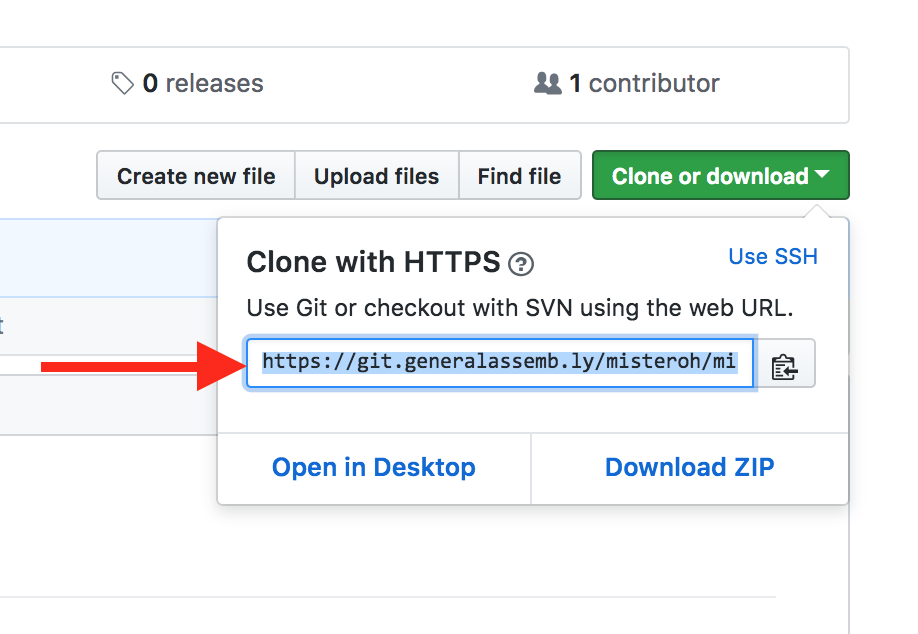 0 releases
1 contributor
Create new file
Upload files
Find file
Clone or download
Clone with HTTPS
Use SSH
Use Git or checkout with SVN using the web URL.
https://git.generalassemb.ly/misteroh/mi
Open in Desktop
Download ZIP